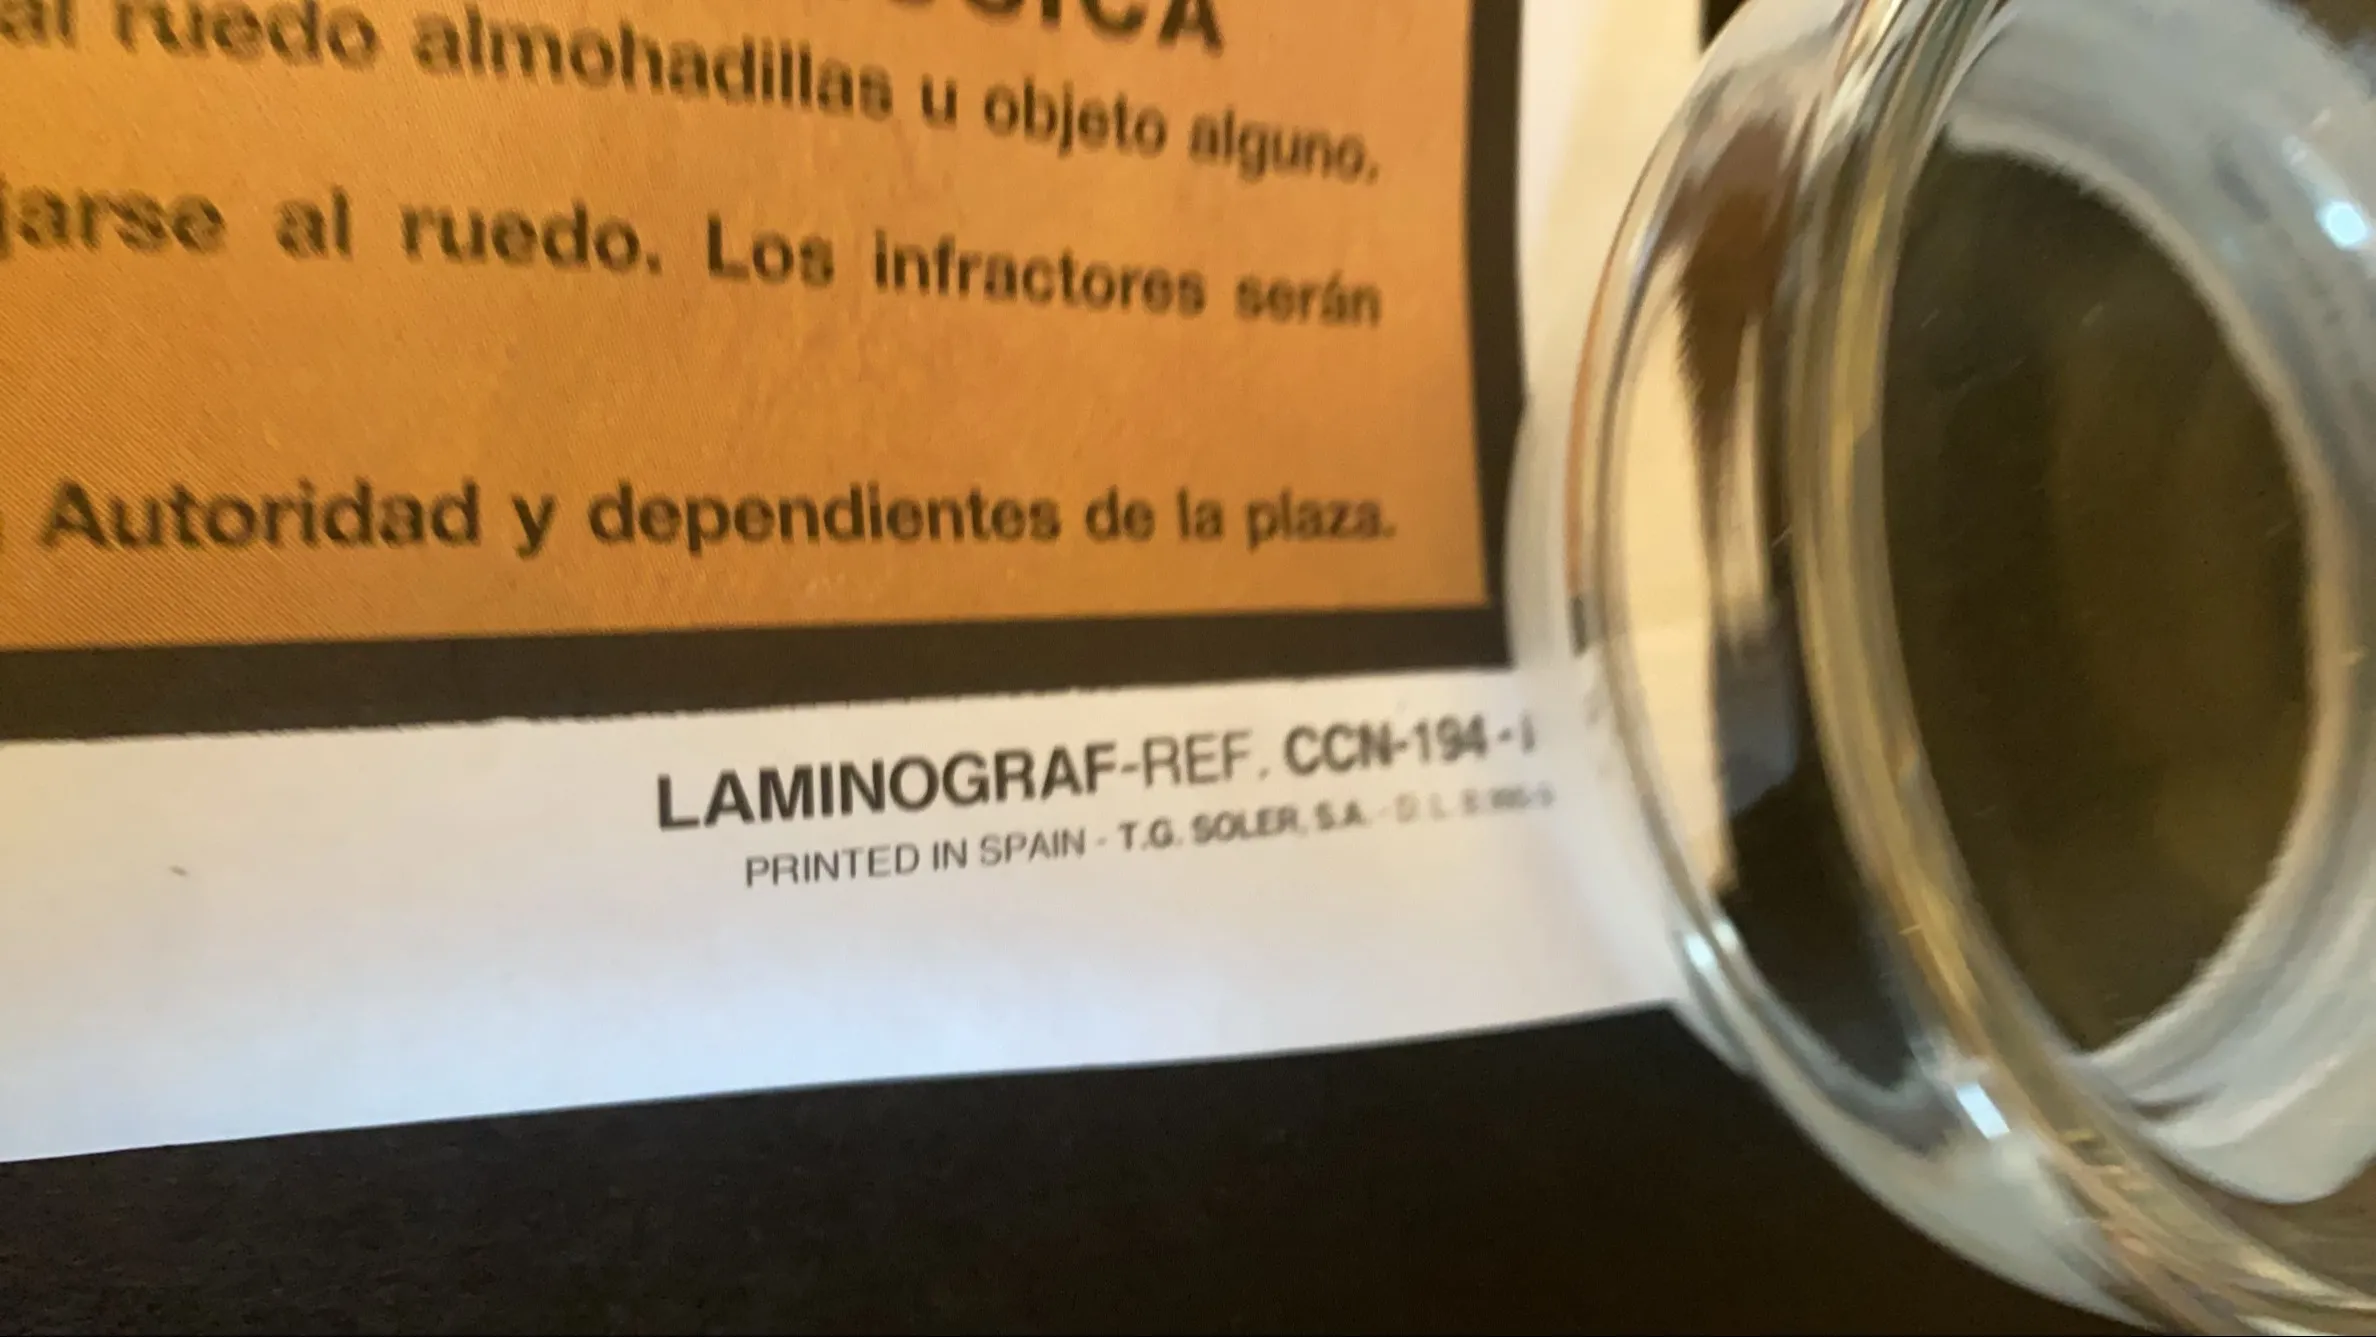 al ruedo almohadillas u objeto alguno.
jarse al ruedo. Los infractores serán
Autoridad y dependientes de la plaza.
LAMINOGRAF-REF. CCN-194-
PRINTED IN SPAIN - T.G. SOLER, S.A.